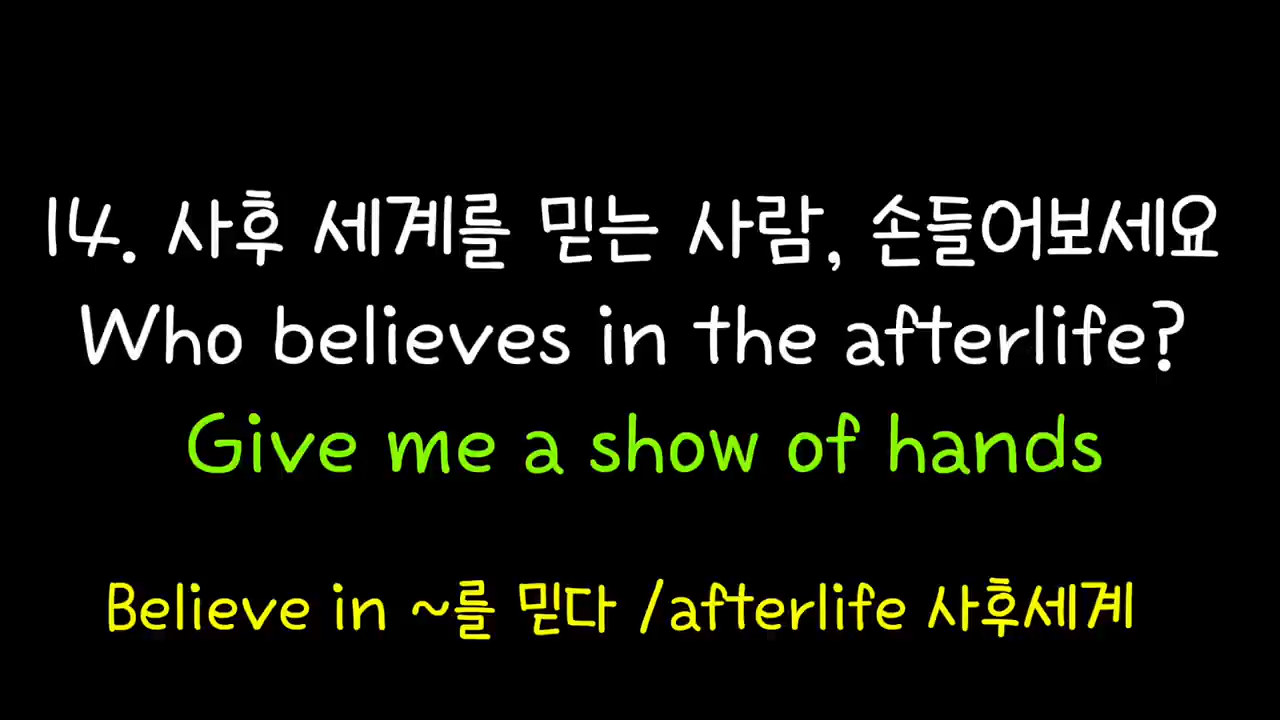 14. 사후 세계를 믿는 사람, 손들어보세요
Who believes in the afterlife?
Give me a show of hands
Believe in ~를 믿다 /afterlife 사후세계